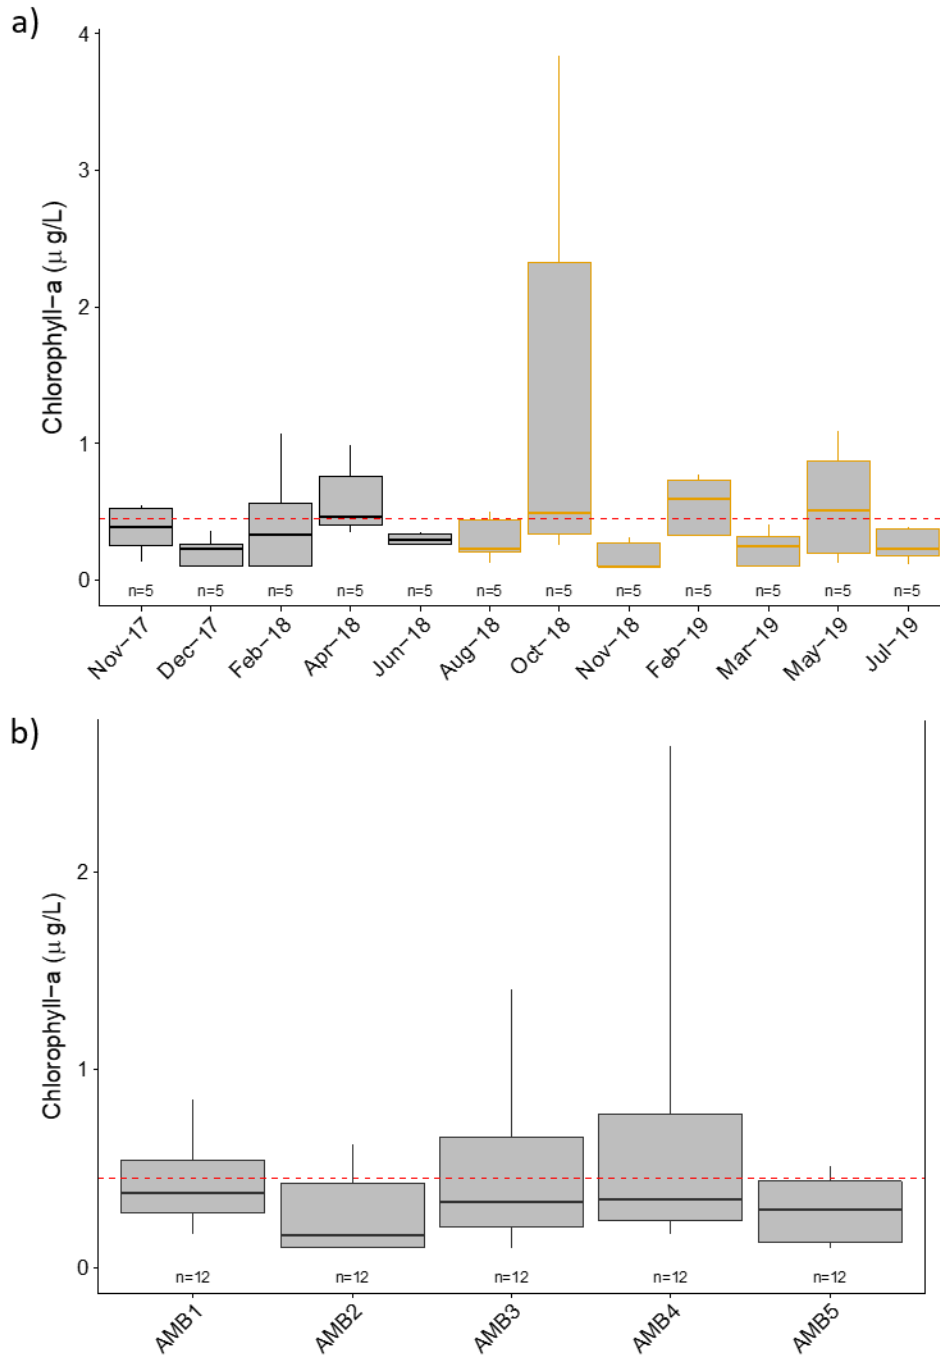 a)
4
3
2
1
0
Chlorophyll-a (μ g/L)
n=5 n=5 n=5 n=5 n=5 n=5 n=5 n=5 n=5 n=5 n=5 n=5
Nov-17 Dec-17 Feb-18 Apr-18 Jun-18 Aug-18 Oct-18 Nov-18 Feb-19 Mar-19 May-19 Jul-19
b)
2
1
0
Chlorophyll-a (μ g/L)
n=12 n=12 n=12 n=12 n=12
AMB1 AMB2 AMB3 AMB4 AMB5